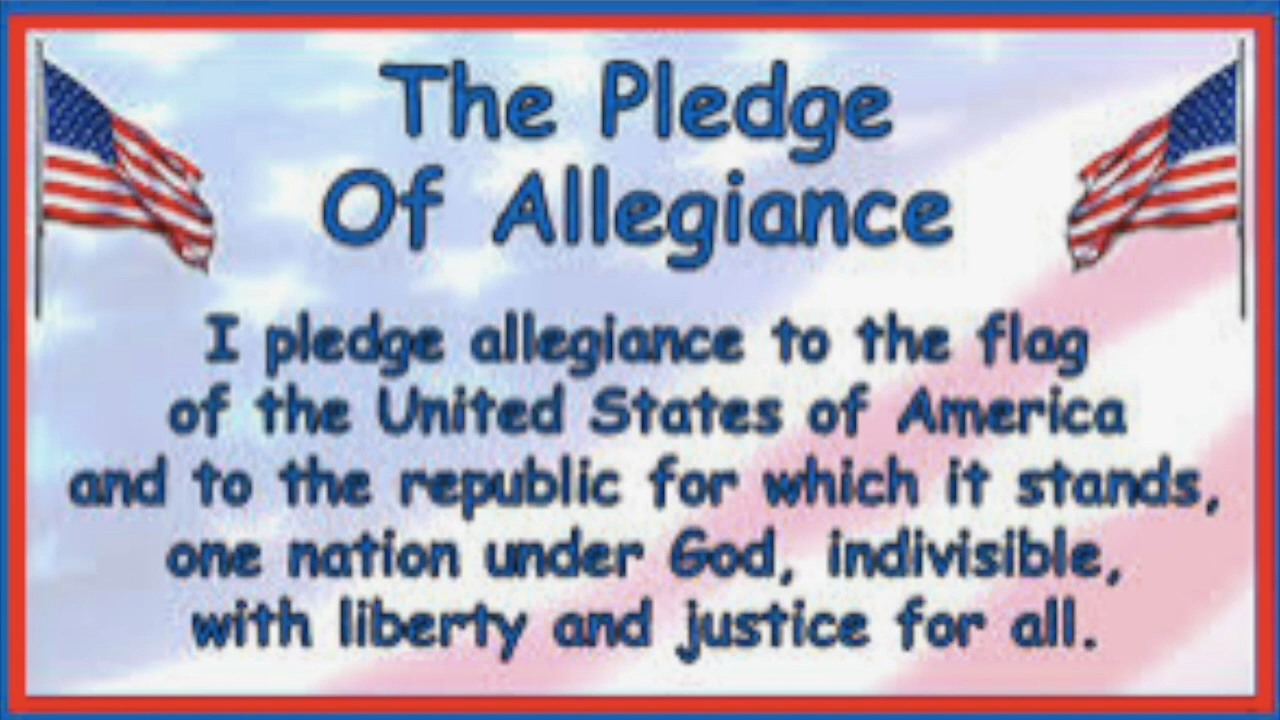 The Pledge
Of Allegiance
I pledge allegiance to the flag
of the United States of America
and to the republic for which it stands,
one nation under God, indivisible,
with liberty and justice for all.